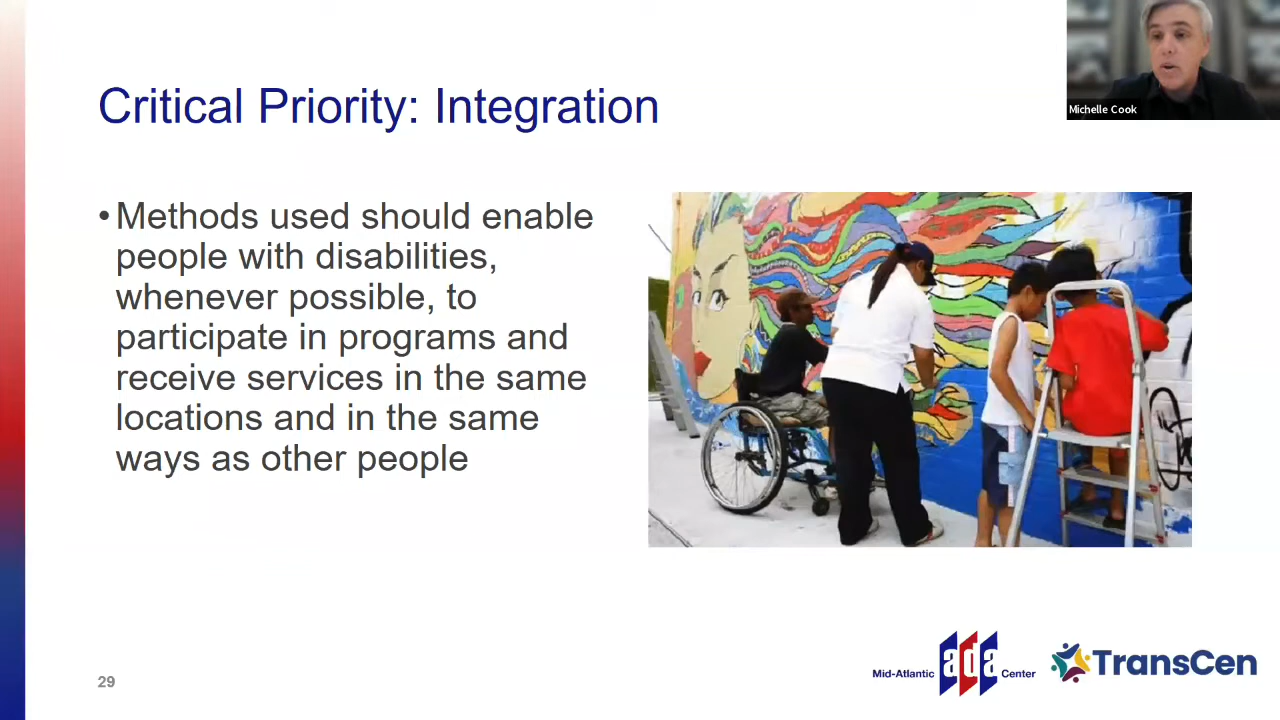 Critical Priority: Integration
Michelle Cook
• Methods used should enable
people with disabilities,
whenever possible, to
participate in programs and
receive services in the same
locations and in the same
ways as other people
29
Mid-Atlantic ada Center
TransCen